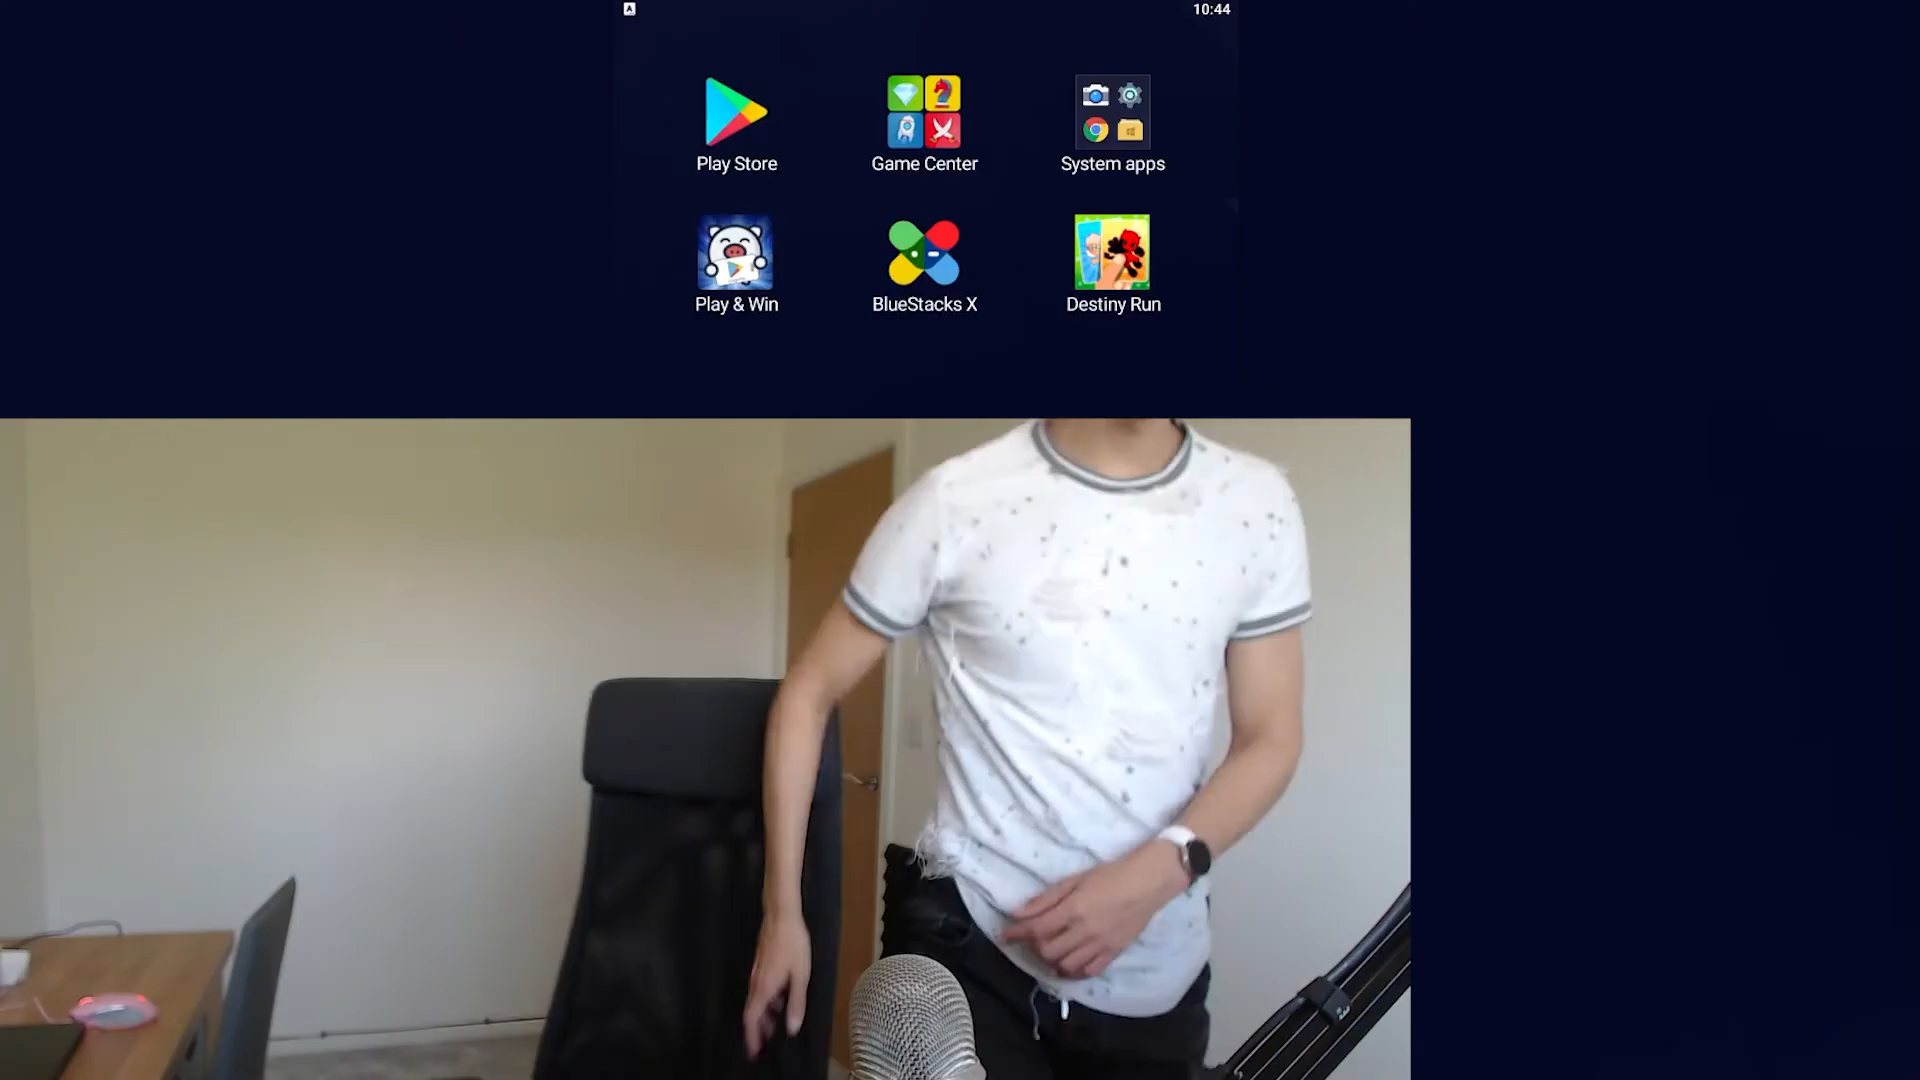 A
10:44
Play Store
Game Center
System apps
Play & Win
BlueStacks X
Destiny Run